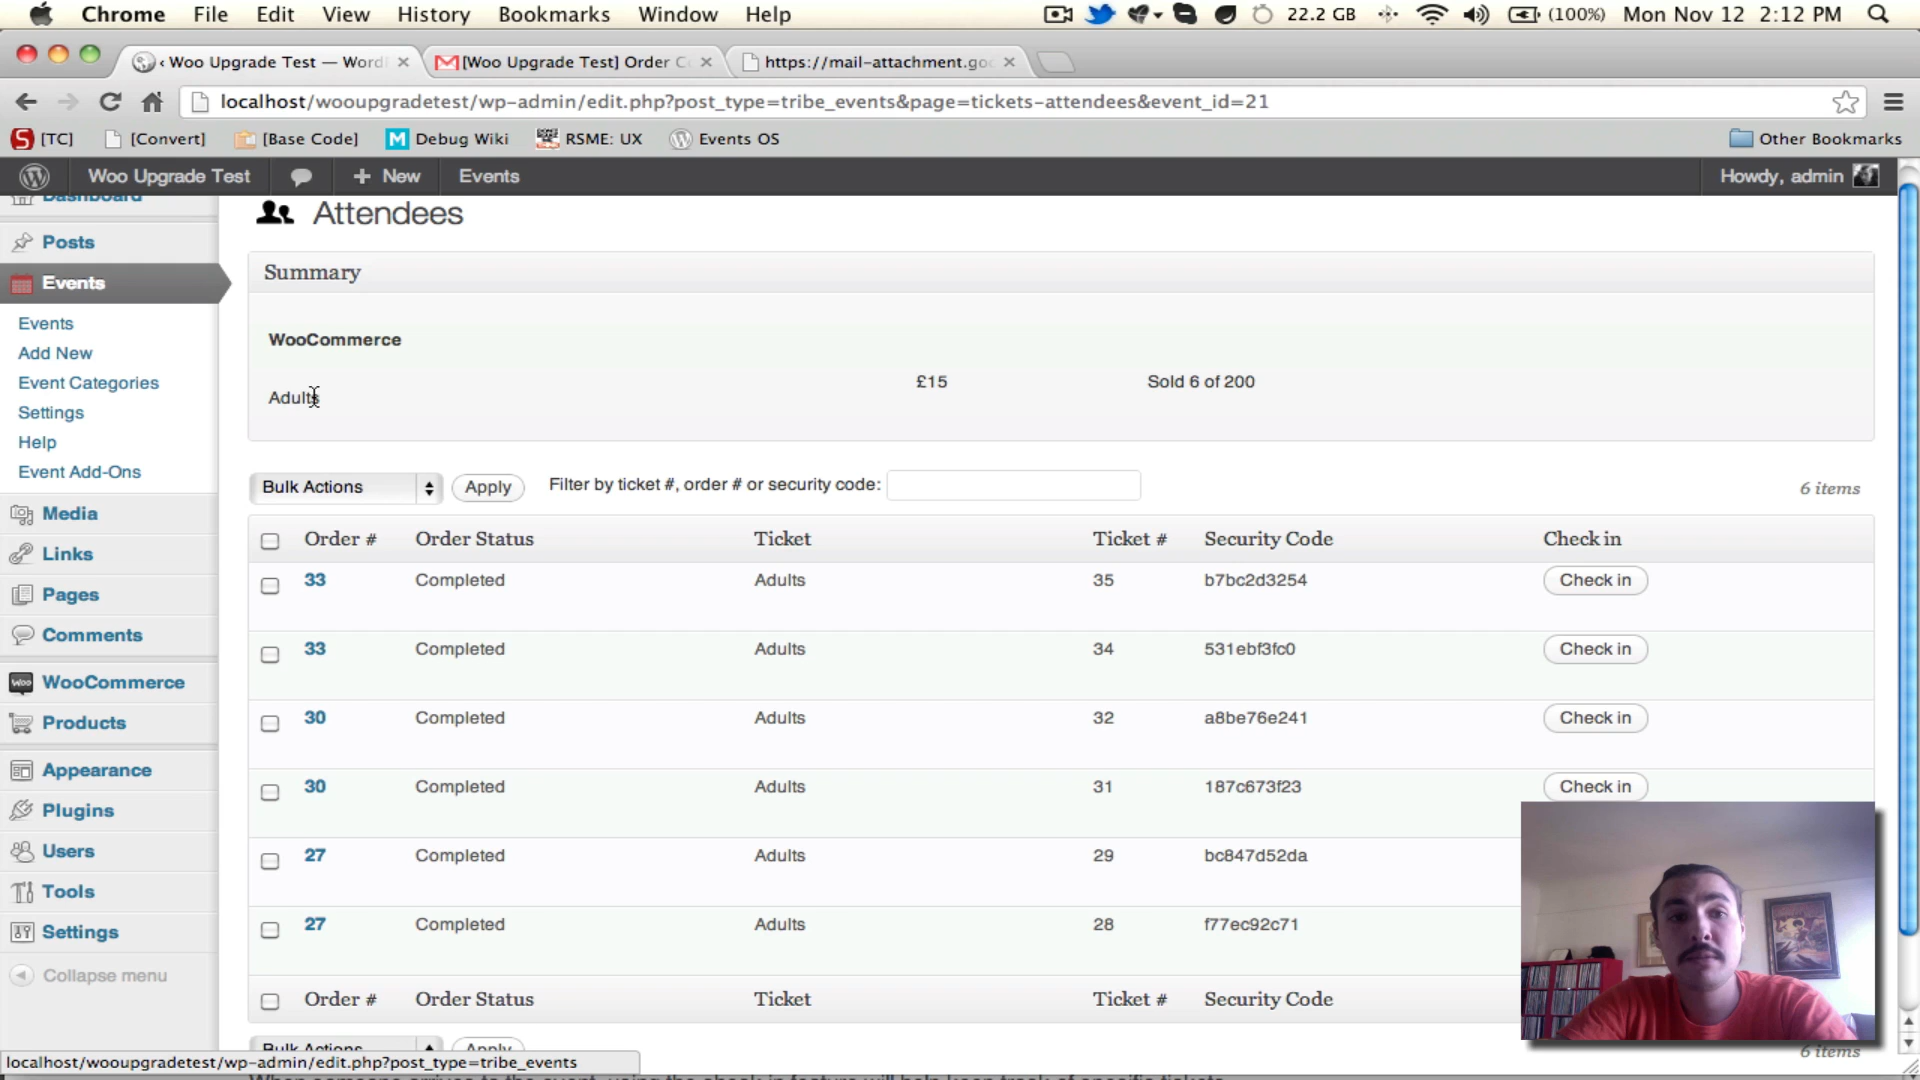 Chrome File Edit View History Bookmarks Window Help 22.2 GB (100%) Mon Nov 12 2:12 PM
‹ Woo Upgrade Test — Word [Woo Upgrade Test] Order C https://mail-attachment.goo
localhost/wooupgradetest/wp-admin/edit.php?post_type=tribe_events&page=tickets-attendees&event_id=21
[TC] [Convert] [Base Code] Debug Wiki RSME: UX Events OS Other Bookmarks
Woo Upgrade Test + New Events Howdy, admin
Dashboard
Posts
Events
Events
Add New
Event Categories
Settings
Help
Event Add-Ons
Media
Links
Pages
Comments
WooCommerce
Products
Appearance
Plugins
Users
Tools
Settings
Collapse menu
Attendees
Summary
WooCommerce
Adults £15 Sold 6 of 200
Bulk Actions Apply Filter by ticket #, order # or security code: 6 items
Order # Order Status Ticket Ticket # Security Code Check in
33 Completed Adults 35 b7bc2d3254 Check in
33 Completed Adults 34 531ebf3fc0 Check in
30 Completed Adults 32 a8be76e241 Check in
30 Completed Adults 31 187c673f23 Check in
27 Completed Adults 29 bc847d52da
27 Completed Adults 28 f77ec92c71
Order # Order Status Ticket Ticket # Security Code
Bulk Actions Apply 6 items
localhost/wooupgradetest/wp-admin/edit.php?post_type=tribe_events